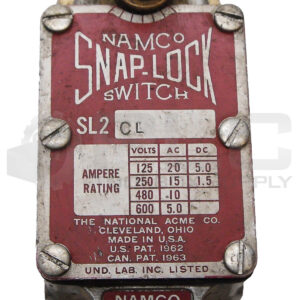 NAMCO
SNAP-LOCK
SWITCH
SL2 CL
VOLTS AC DC
AMPERE RATING
125 20 5.0
250 15 1.5
480 10
600 5.0
THE NATIONAL ACME CO.
CLEVELAND, OHIO
MADE IN U.S.A.
U.S. PAT. 1962
CAN. PAT. 1963
UND. LAB. INC. LISTED
NAMCO